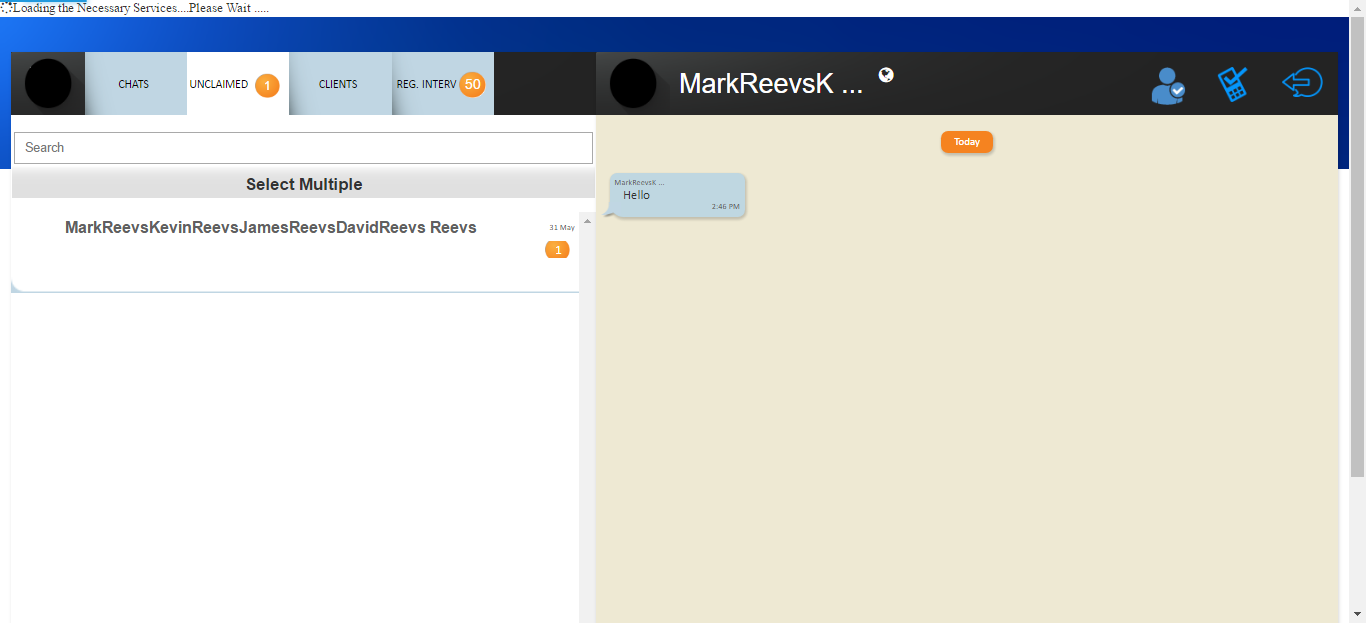 Loading the Necessary Services....Please Wait .....
CHATS
UNCLAIMED 1
CLIENTS
REG. INTERV 50
MarkReevsK ...
Search
Select Multiple
MarkReevsKevinReevsJamesReevsDavidReevs Reevs
31 May
1
Today
MarkReevsK ...
Hello
2:46 PM